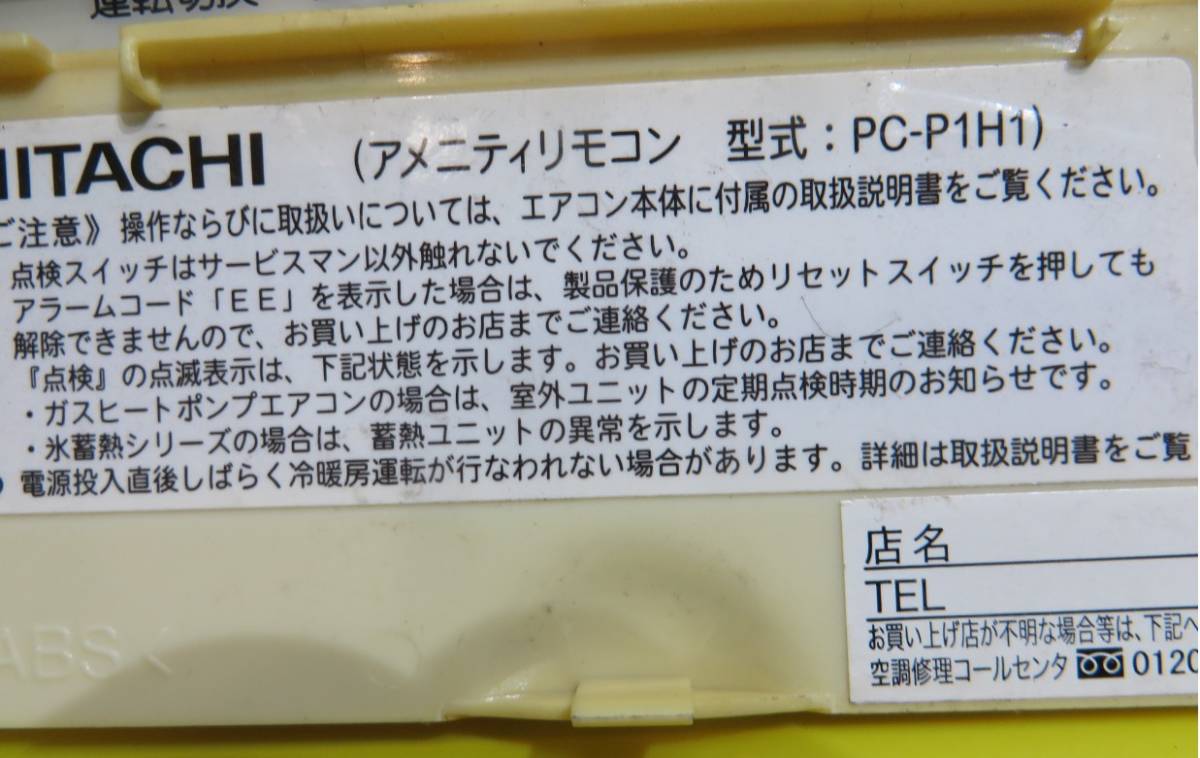 運転切換
HITACHI (アメニティリモコン 型式：PC-P1H1)
ご注意》操作ならびに取扱いについては、エアコン本体に付属の取扱説明書をご覧ください。
点検スイッチはサービスマン以外触れないでください。
アラームコード「ＥＥ」を表示した場合は、製品保護のためリセットスイッチを押しても
解除できませんので、お買い上げのお店までご連絡ください。
『点検』の点滅表示は、下記状態を示します。お買い上げのお店までご連絡ください。
・ガスヒートポンプエアコンの場合は、室外ユニットの定期点検時期のお知らせです。
・氷蓄熱シリーズの場合は、蓄熱ユニットの異常を示します。
● 電源投入直後しばらく冷暖房運転が行なわれない場合があります。詳細は取扱説明書をご覧
店名
TEL
お買い上げ店が不明な場合等は、下記へ
空調修理コールセンタ 0120
ABS<